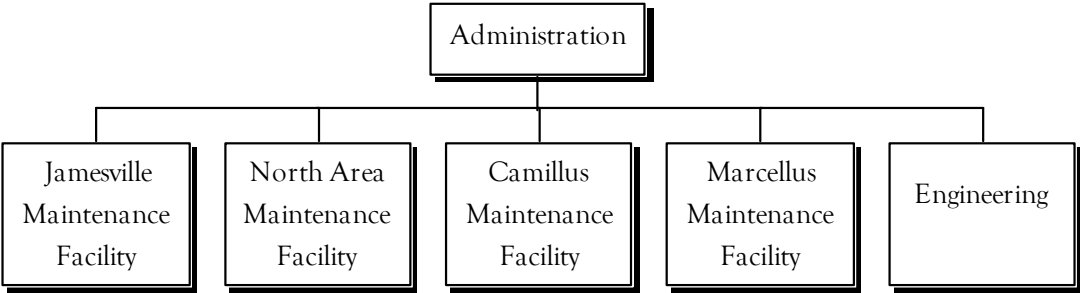 Administration
Jamesville
Maintenance
Facility
North Area
Maintenance
Facility
Camillus
Maintenance
Facility
Marcellus
Maintenance
Facility
Engineering